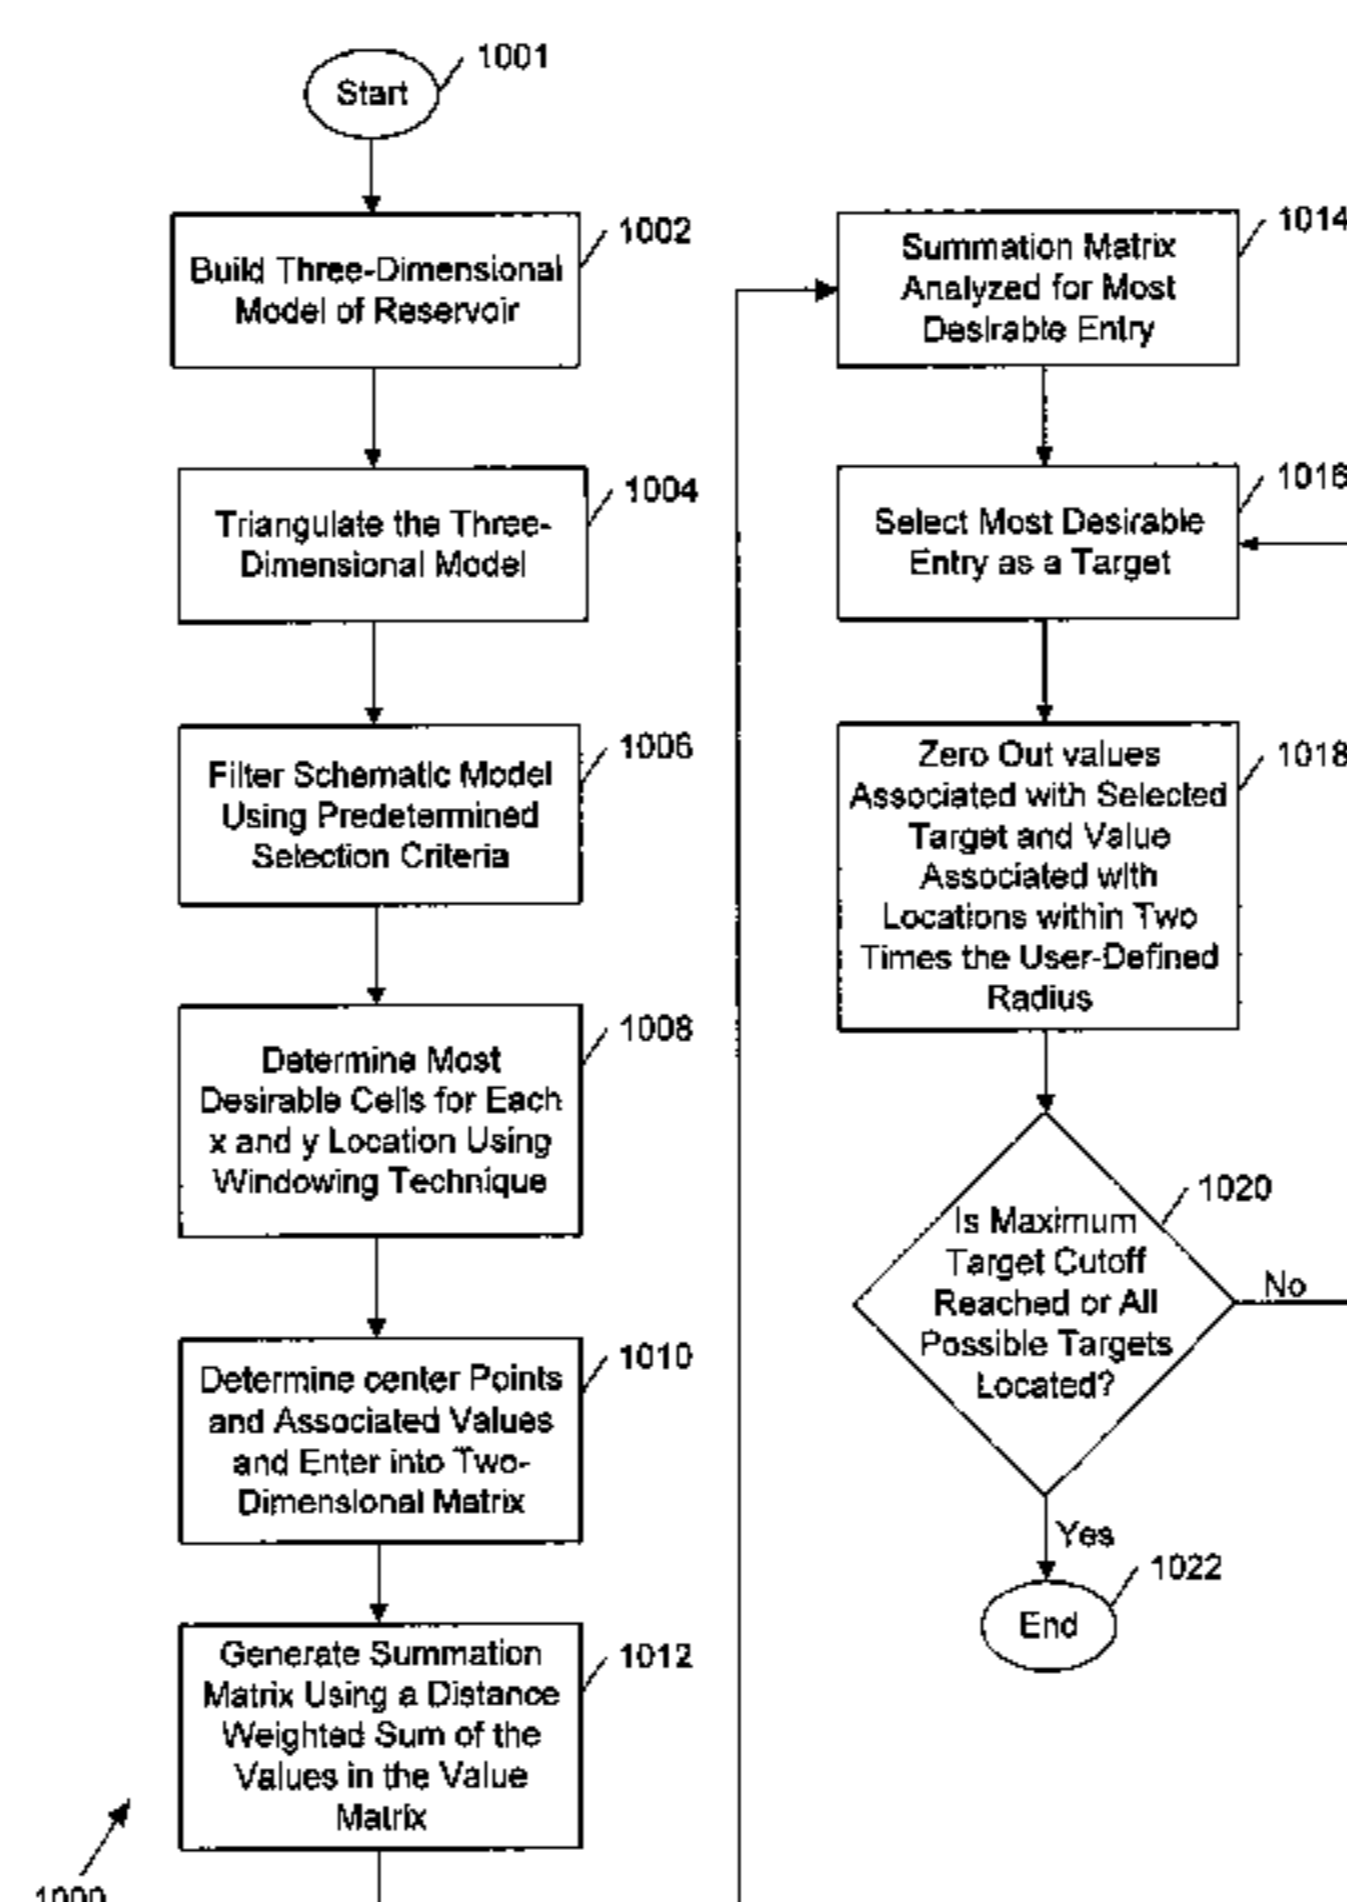 Start
1001
Build Three-Dimensional
Model of Reservoir
1002
Triangulate the Three-
Dimensional Model
1004
Filter Schematic Model
Using Predetermined
Selection Criteria
1006
Determine Most
Desirable Cells for Each
x and y Location Using
Windowing Technique
1008
Determine center Points
and Associated Values
and Enter into Two-
Dimensional Matrix
1010
Generate Summation
Matrix Using a Distance
Weighted Sum of the
Values in the Value
Matrix
1012
1000
Summation Matrix
Analyzed for Most
Desirable Entry
1014
Select Most Desirable
Entry as a Target
1016
Zero Out values
Associated with Selected
Target and Value
Associated with
Locations within Two
Times the User-Defined
Radius
1018
Is Maximum
Target Cutoff
Reached or All
Possible Targets
Located?
1020
No
Yes
End
1022